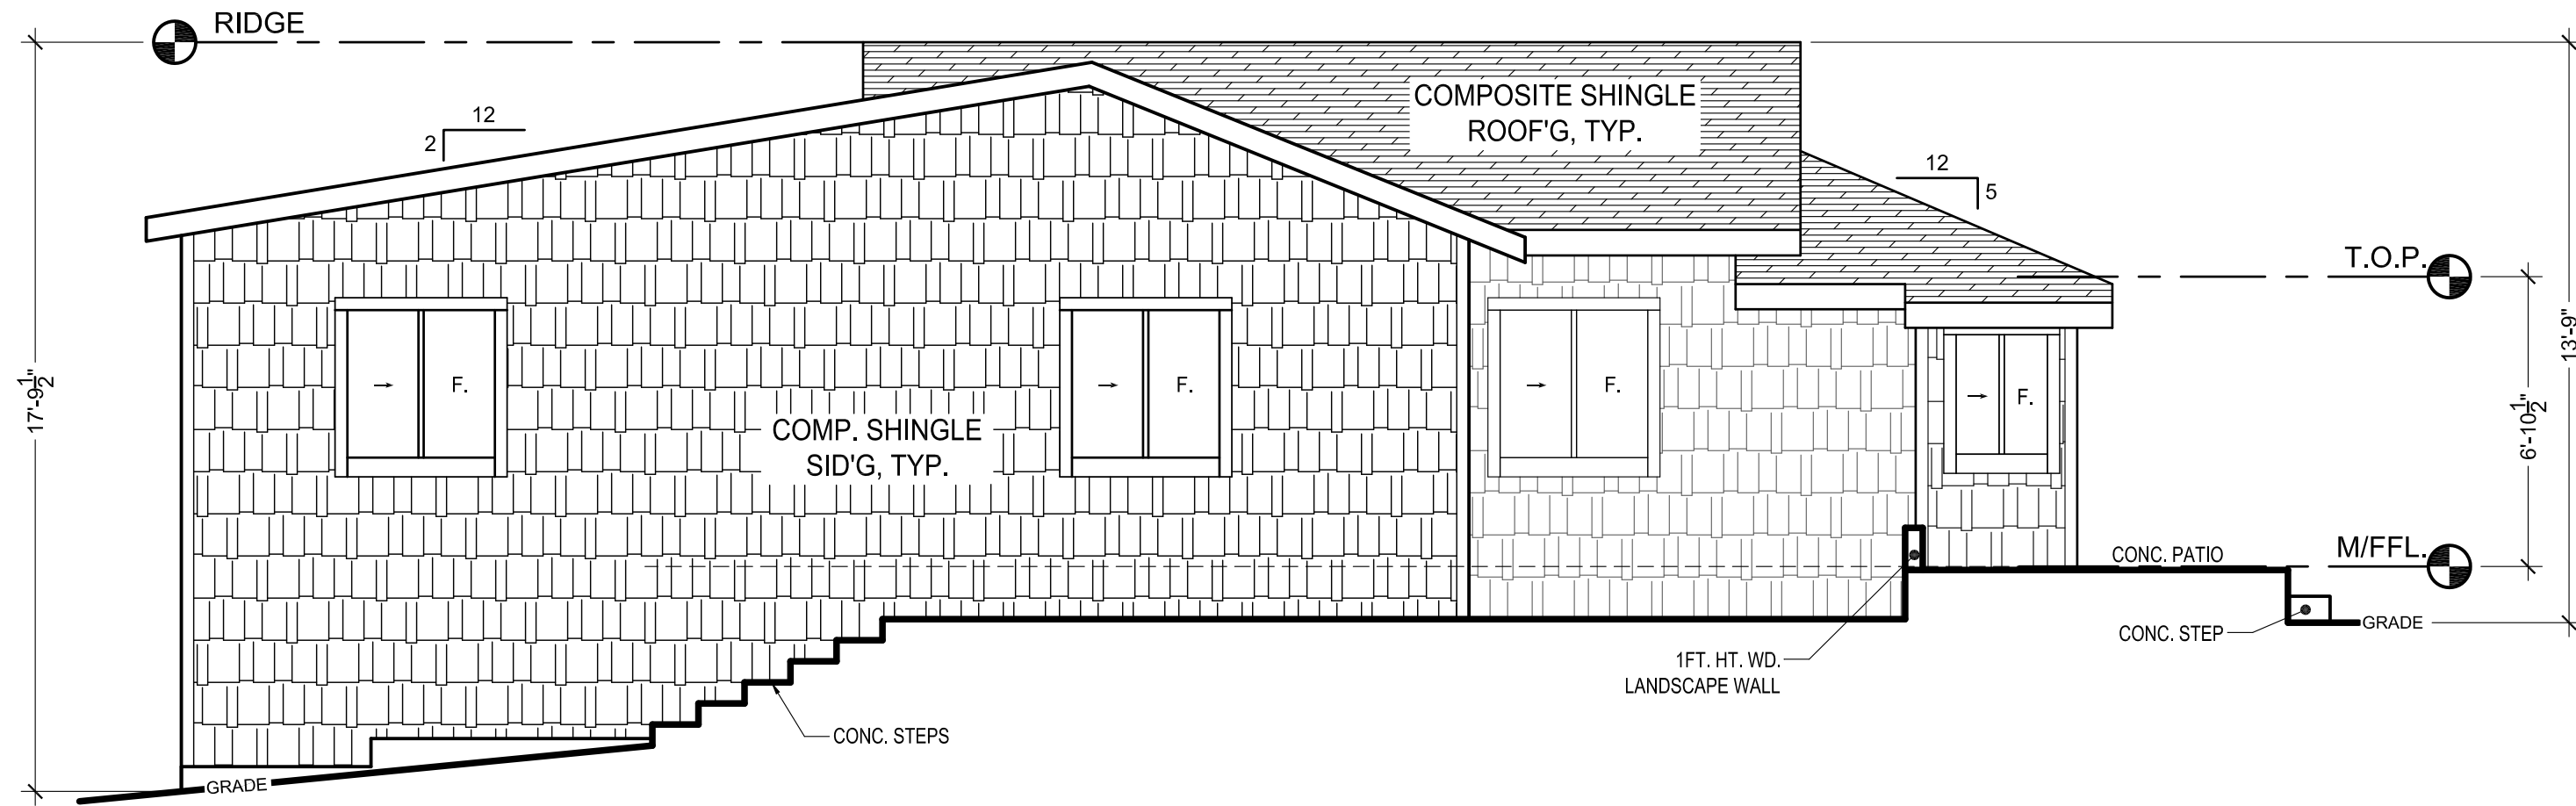 RIDGE
12
2
COMPOSITE SHINGLE
ROOF'G, TYP.
12
5
T.O.P.
13'-9"
17'-9 1/2"
F.
F.
F.
F.
6'-10 1/2"
COMP. SHINGLE
SID'G, TYP.
CONC. PATIO
M/FFL.
GRADE
CONC. STEP
1FT. HT. WD.
LANDSCAPE WALL
CONC. STEPS
GRADE